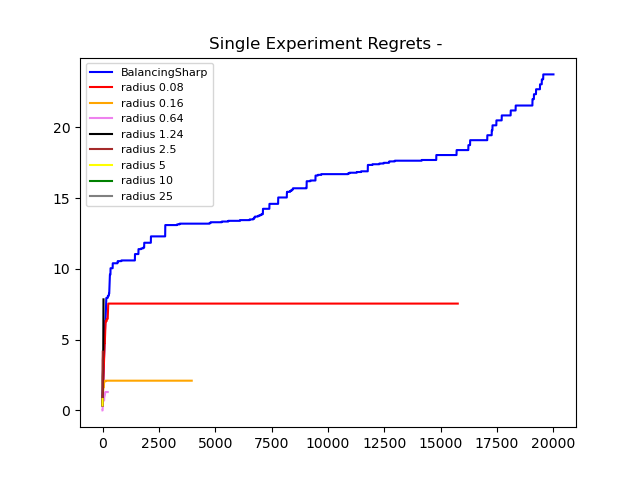 Single Experiment Regrets -
BalancingSharp
radius 0.08
radius 0.16
radius 0.64
radius 1.24
radius 2.5
radius 5
radius 10
radius 25
20
15
10
5
0
0 2500 5000 7500 10000 12500 15000 17500 20000